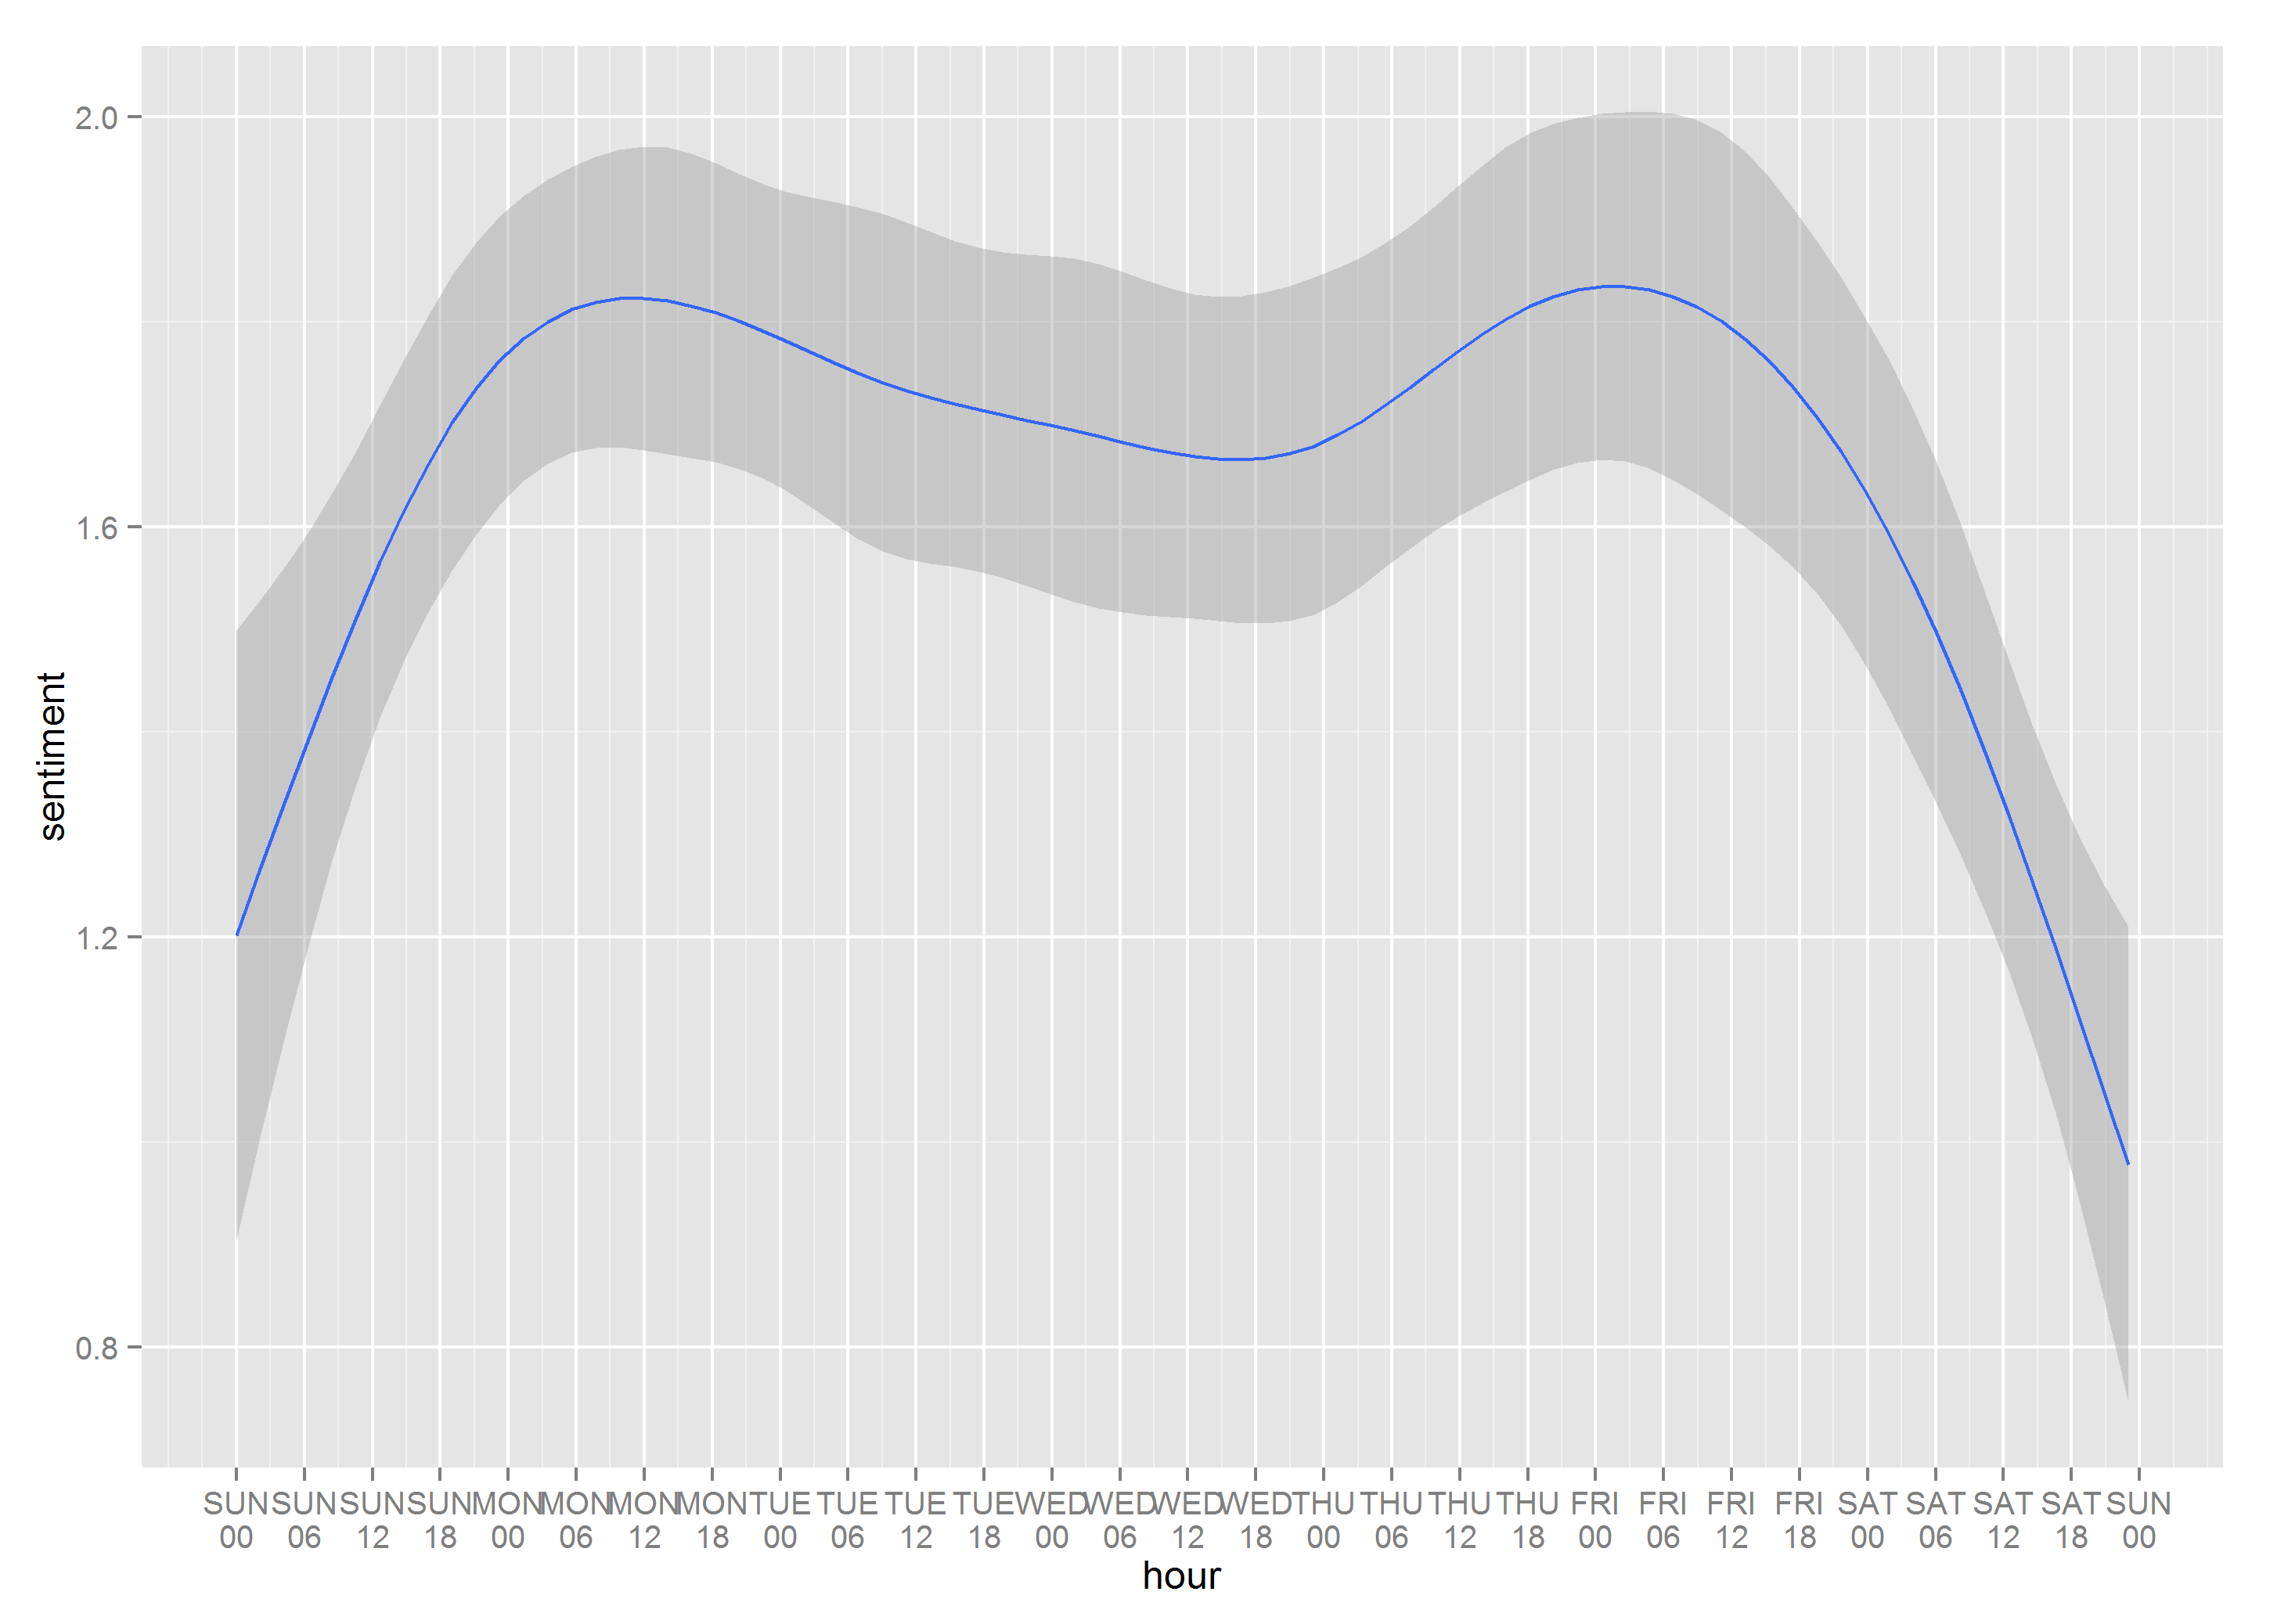 2.0
1.6
1.2
0.8
sentiment
SUN SUN SUN SUN MON MON MON MON TUE TUE TUE TUE WED WED WED WED THU THU THU THU FRI FRI FRI FRI SAT SAT SAT SAT SUN
00 06 12 18 00 06 12 18 00 06 12 18 00 06 12 18 00 06 12 18 00 06 12 18 00 06 12 18 00
hour